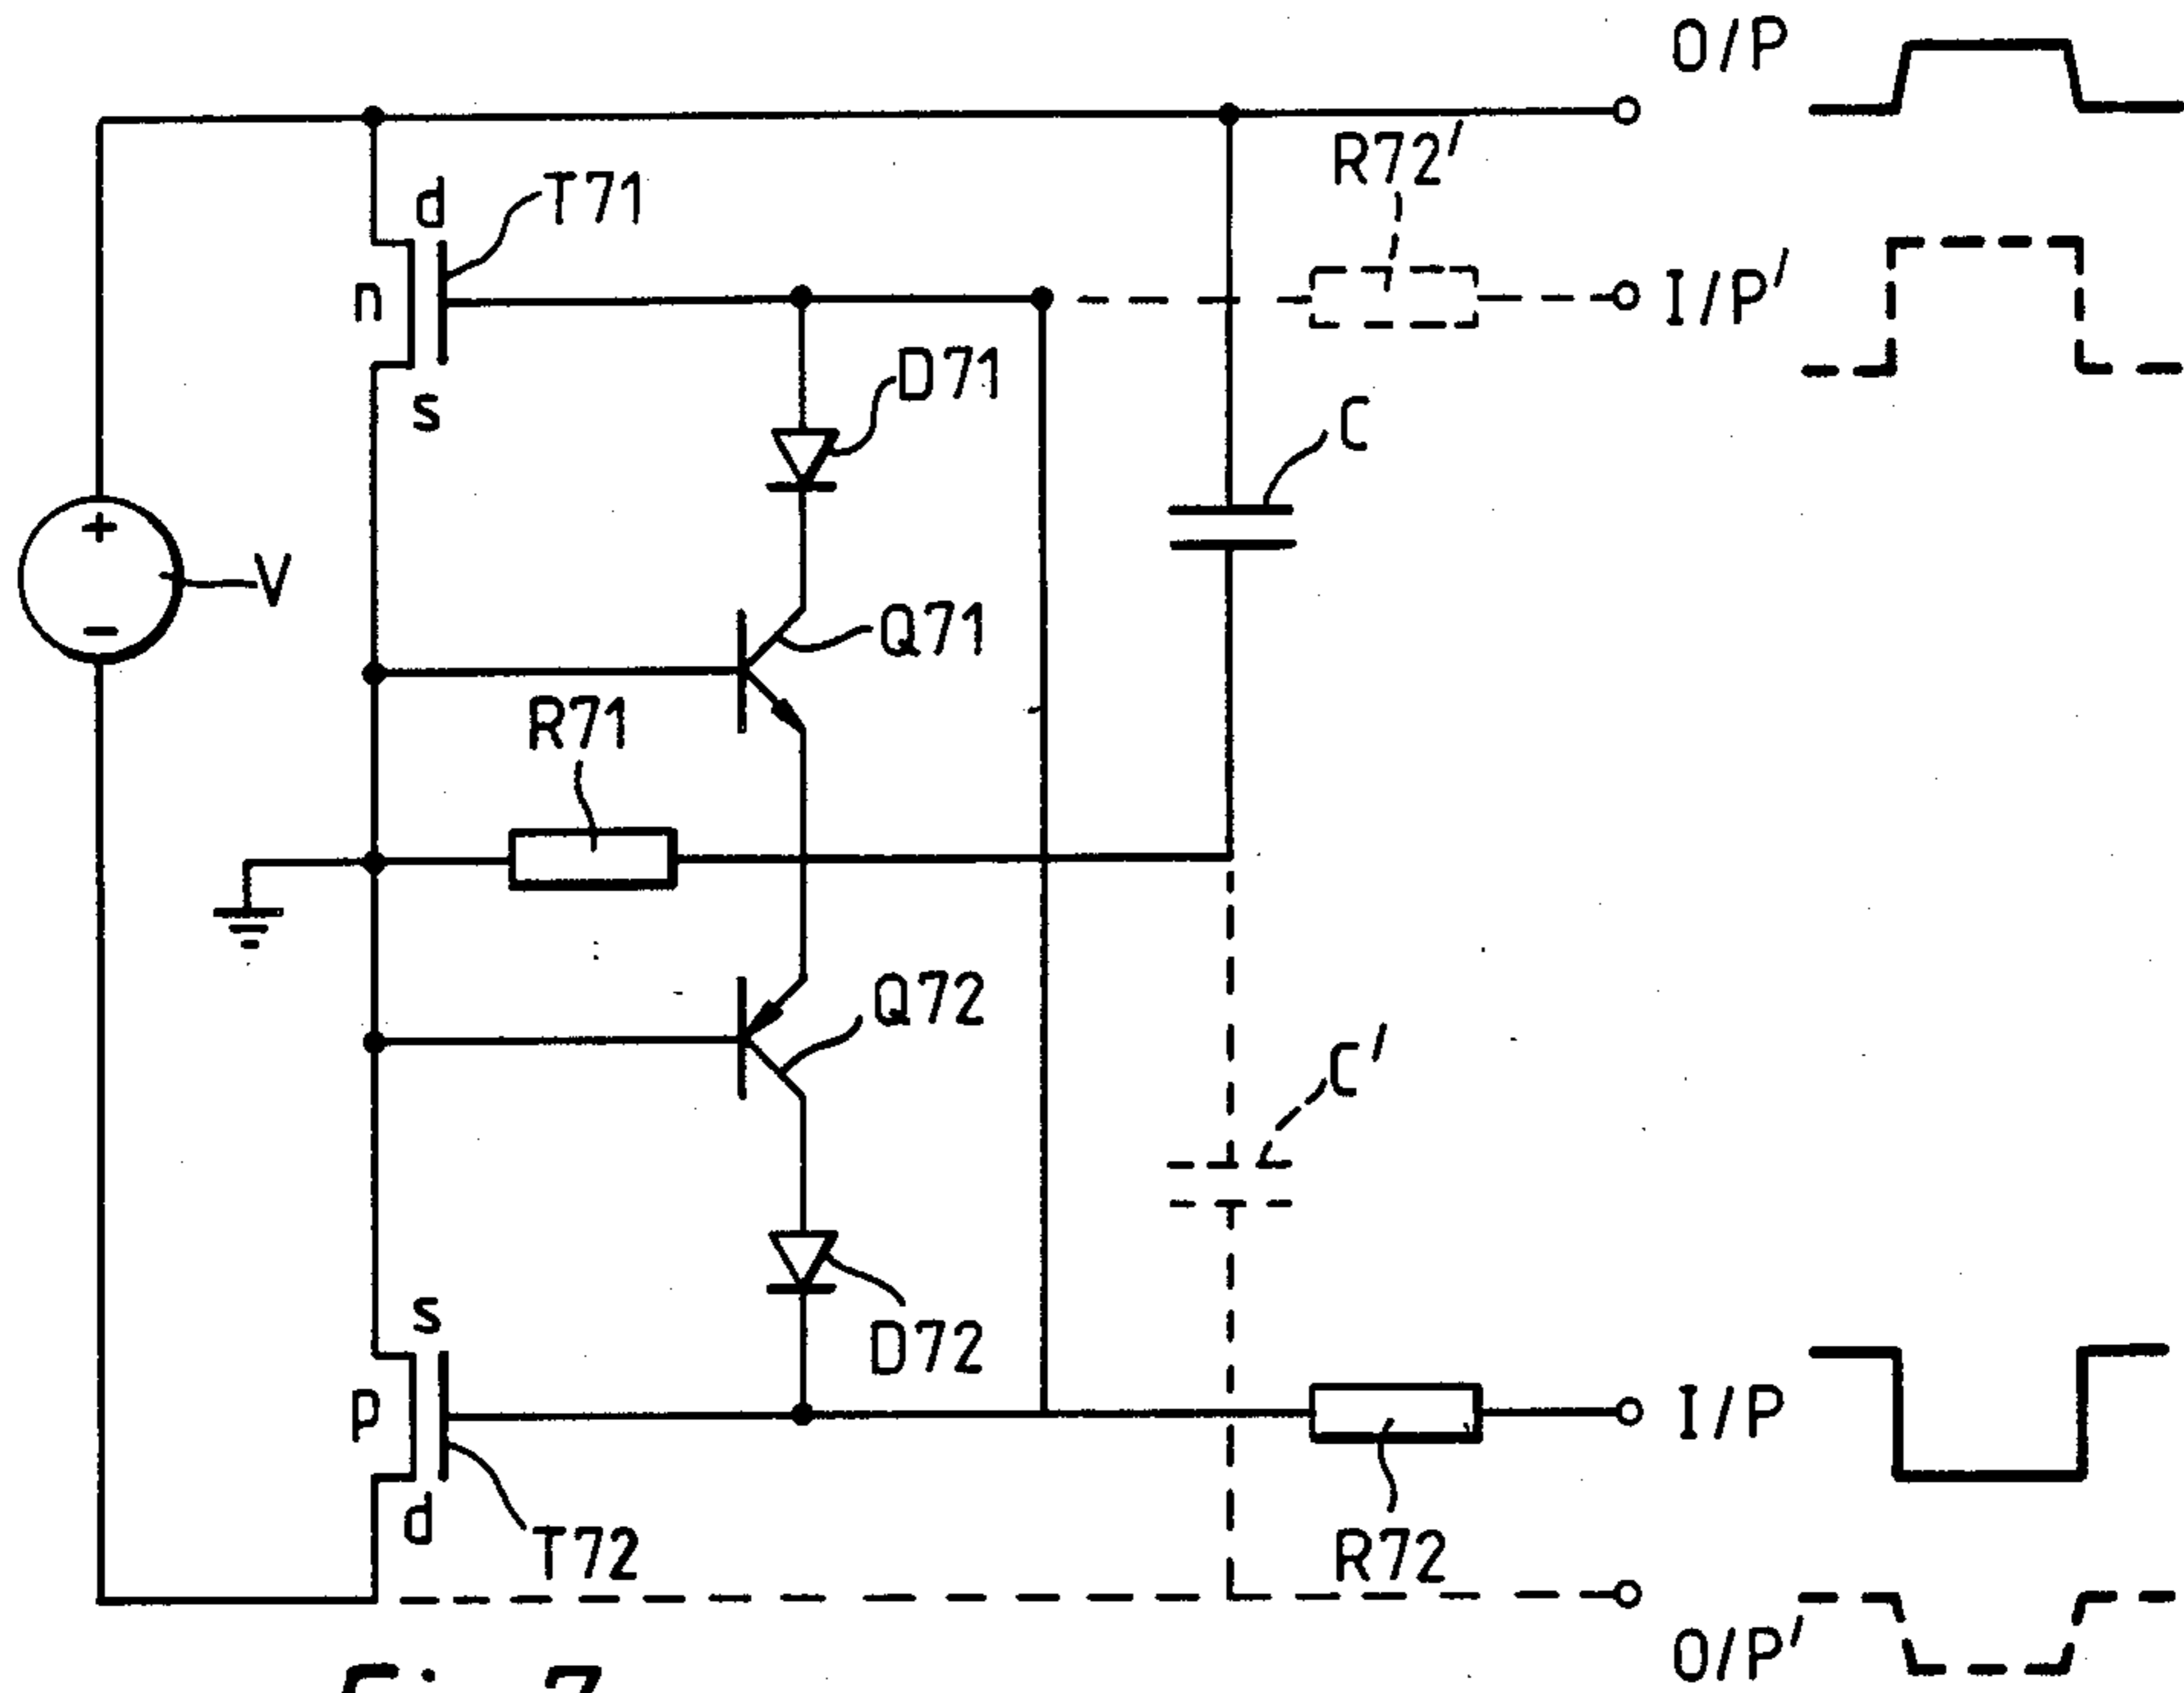 O/P
R72'
d
T71
n
I/P'
s
D71
C
+
V
−
Q71
R71
Q72
C'
s
D72
p
I/P
d
T72
R72
O/P'